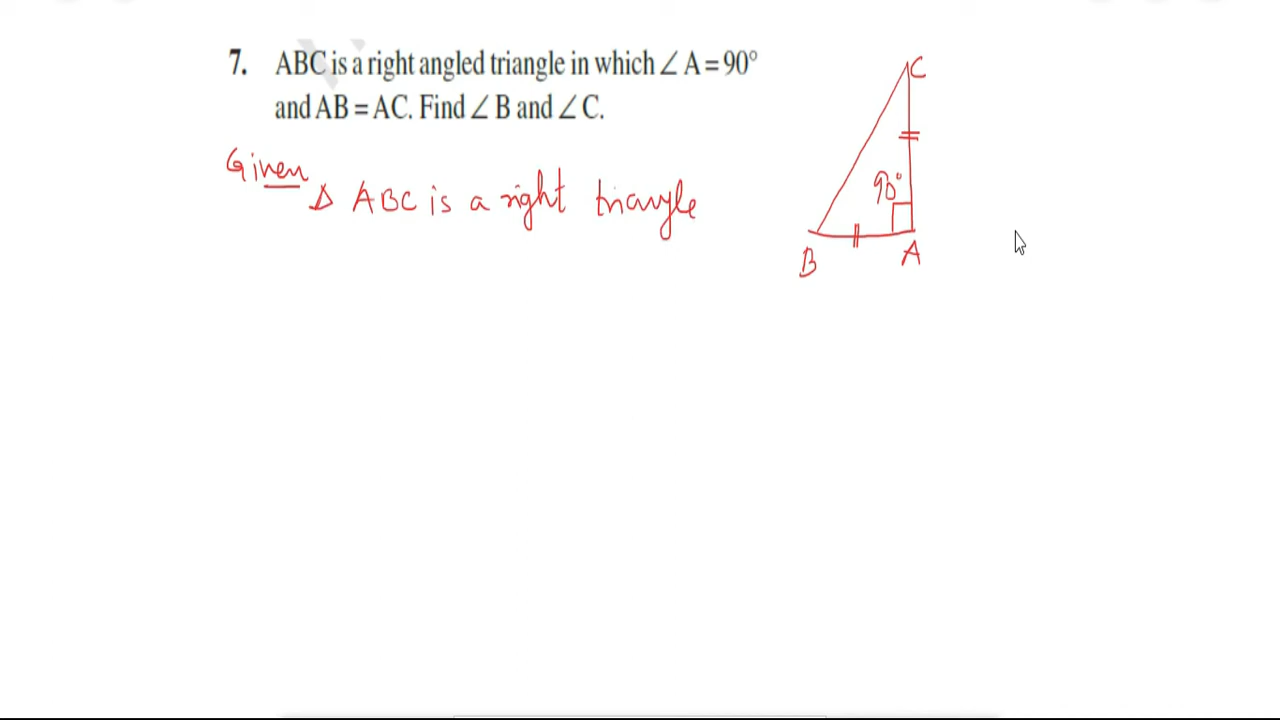 7. ABC is a right angled triangle in which ∠ A = 90°
and AB = AC. Find ∠ B and ∠ C.
Given
Δ ABC is a right triangle
C
90°
B
A